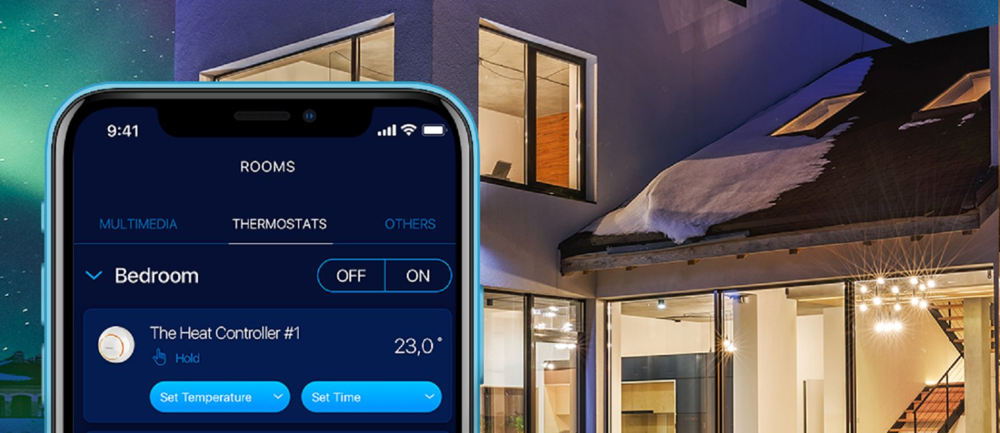 9:41
ROOMS
MULTIMEDIA THERMOSTATS OTHERS
Bedroom OFF ON
The Heat Controller #1
23,0°
Hold
Set Temperature Set Time